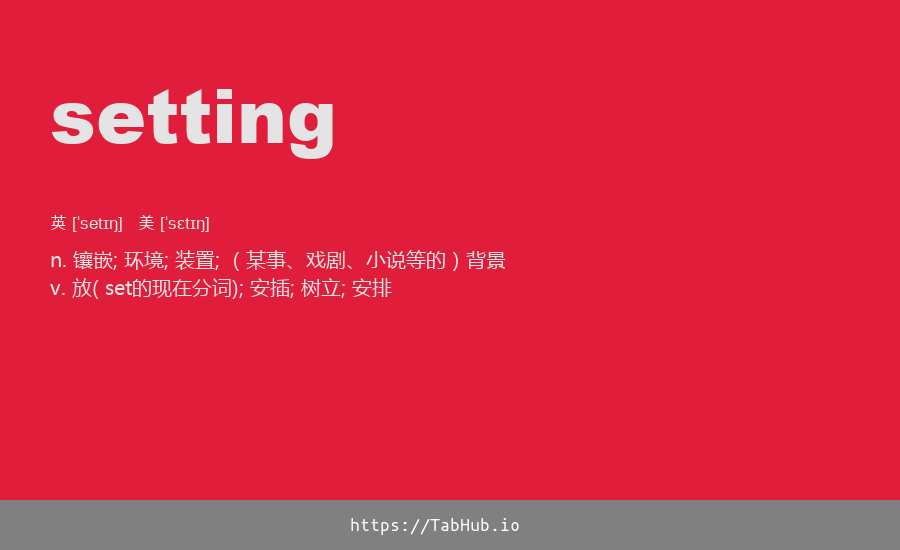 setting
英 [ˈsetɪŋ] 美 [ˈsɛtɪŋ]
n. 镶嵌; 环境; 装置; （某事、戏剧、小说等的）背景
v. 放( set的现在分词); 安插; 树立; 安排
https://TabHub.io